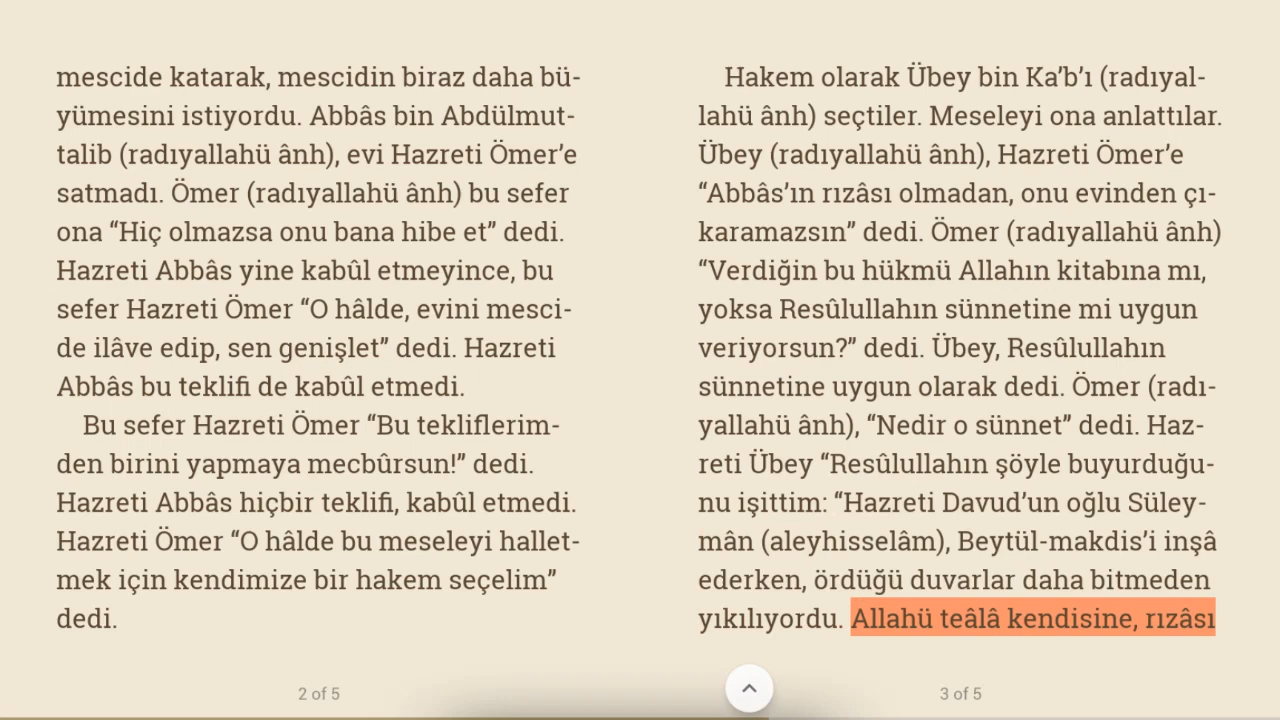 mescide katarak, mescidin biraz daha bü-
yümesini istiyordu. Abbâs bin Abdülmut-
talib (radıyallahü ânh), evi Hazreti Ömer’e
satmadı. Ömer (radıyallahü ânh) bu sefer
ona “Hiç olmazsa onu bana hibe et” dedi.
Hazreti Abbâs yine kabûl etmeyince, bu
sefer Hazreti Ömer “O hâlde, evini mesci-
de ilâve edip, sen genişlet” dedi. Hazreti
Abbâs bu teklifi de kabûl etmedi.
Bu sefer Hazreti Ömer “Bu tekliflerim-
den birini yapmaya mecbûrsun!” dedi.
Hazreti Abbâs hiçbir teklifi, kabûl etmedi.
Hazreti Ömer “O hâlde bu meseleyi hallet-
mek için kendimize bir hakem seçelim”
dedi.
2 of 5
Hakem olarak Übey bin Ka’b’ı (radıyal-
lahü ânh) seçtiler. Meseleyi ona anlattılar.
Übey (radıyallahü ânh), Hazreti Ömer’e
“Abbâs’ın rızâsı olmadan, onu evinden çı-
karamazsın” dedi. Ömer (radıyallahü ânh)
“Verdiğin bu hükmü Allahın kitabına mı,
yoksa Resûlullahın sünnetine mi uygun
veriyorsun?” dedi. Übey, Resûlullahın
sünnetine uygun olarak dedi. Ömer (radı-
yallahü ânh), “Nedir o sünnet” dedi. Haz-
reti Übey “Resûlullahın şöyle buyurduğu-
nu işittim: “Hazreti Davud’un oğlu Süley-
mân (aleyhisselâm), Beytül-makdis’i inşâ
ederken, ördüğü duvarlar daha bitmeden
yıkılıyordu. Allahü teâlâ kendisine, rızâsı
3 of 5